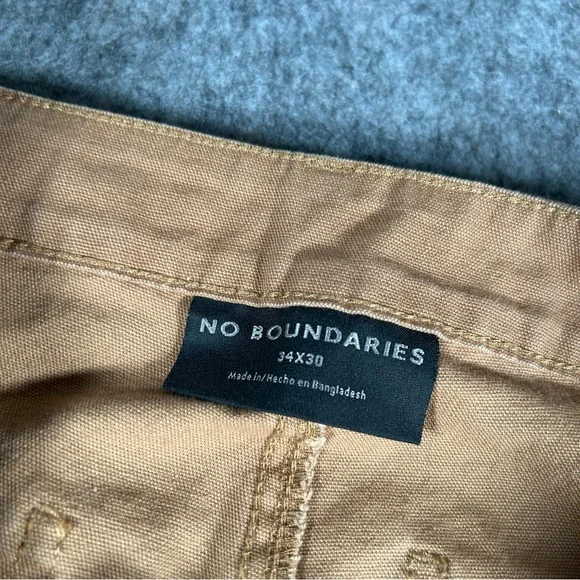 NO BOUNDARIES
34X30
Made in/Hecho en Bangladesh